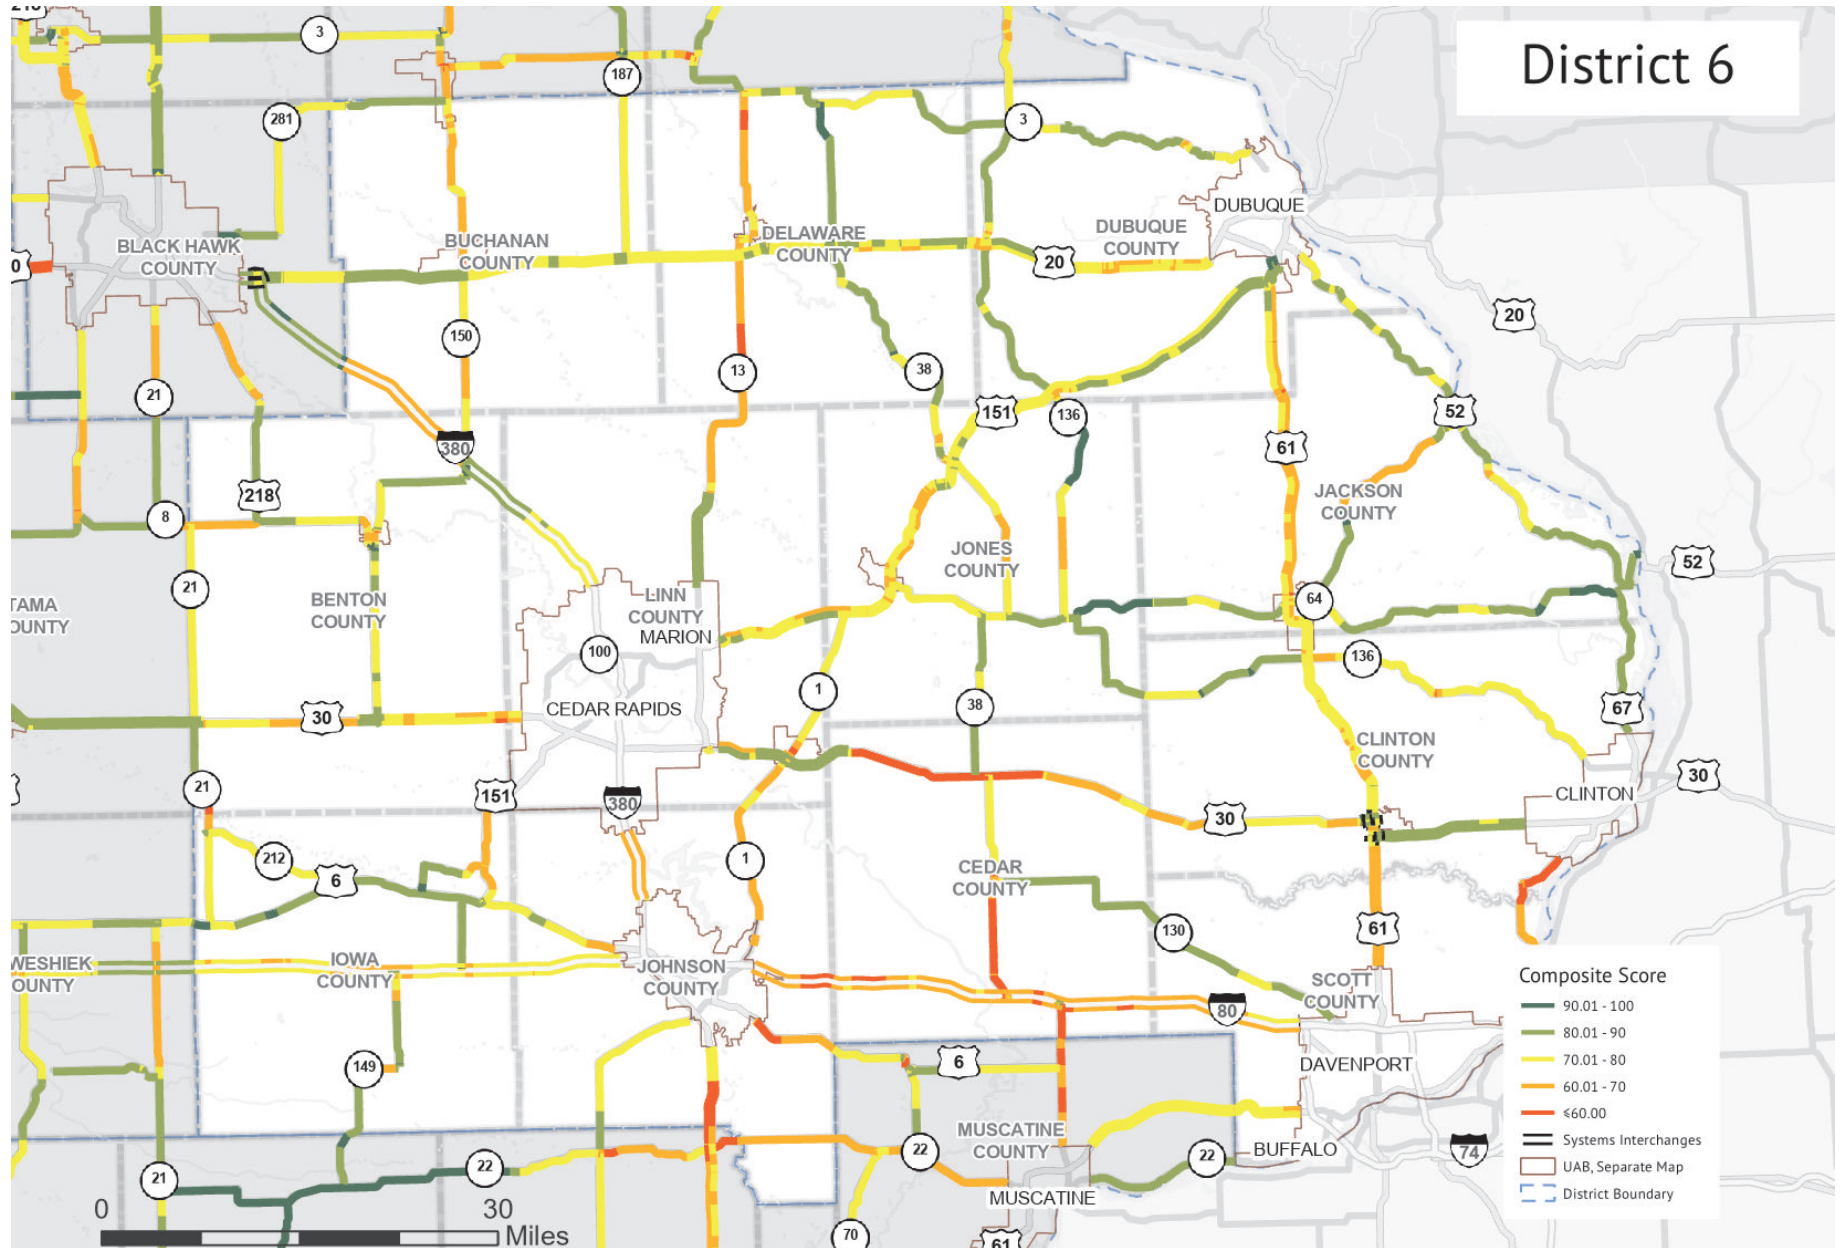 218
3
District 6
187
281
3
DUBUQUE
BLACK HAWK
COUNTY
BUCHANAN
COUNTY
DELAWARE
COUNTY
DUBUQUE
COUNTY
0
20
20
150
13
38
21
151
136
52
380
61
218
JACKSON
COUNTY
8
JONES
COUNTY
52
21
TAMA
OUNTY
BENTON
COUNTY
LINN
COUNTY
MARION
64
100
136
1
30
CEDAR RAPIDS
38
67
CLINTON
COUNTY
21
151
380
30
CLINTON
30
212
6
1
CEDAR
COUNTY
130
61
WESHIEK
OUNTY
IOWA
COUNTY
JOHNSON
COUNTY
SCOTT
COUNTY
80
149
6
DAVENPORT
MUSCATINE
COUNTY
22
22
BUFFALO
74
21
22
MUSCATINE
70
61
0 30
Miles
Composite Score
90.01 - 100
80.01 - 90
70.01 - 80
60.01 - 70
≤60.00
Systems Interchanges
UAB, Separate Map
District Boundary